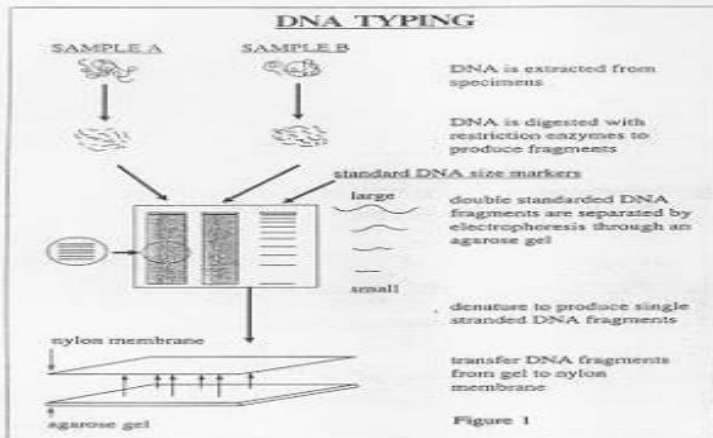 DNA TYPING
SAMPLE A
SAMPLE B
DNA is extracted from
specimens
DNA is digested with
restriction enzymes to
produce fragments
standard DNA size markers
large
double standarded DNA
fragments are separated by
electrophoresis through an
agarose gel
small
denature to produce single
stranded DNA fragments
nylon membrane
transfer DNA fragments
from gel to nylon
membrane
agarose gel
Figure 1